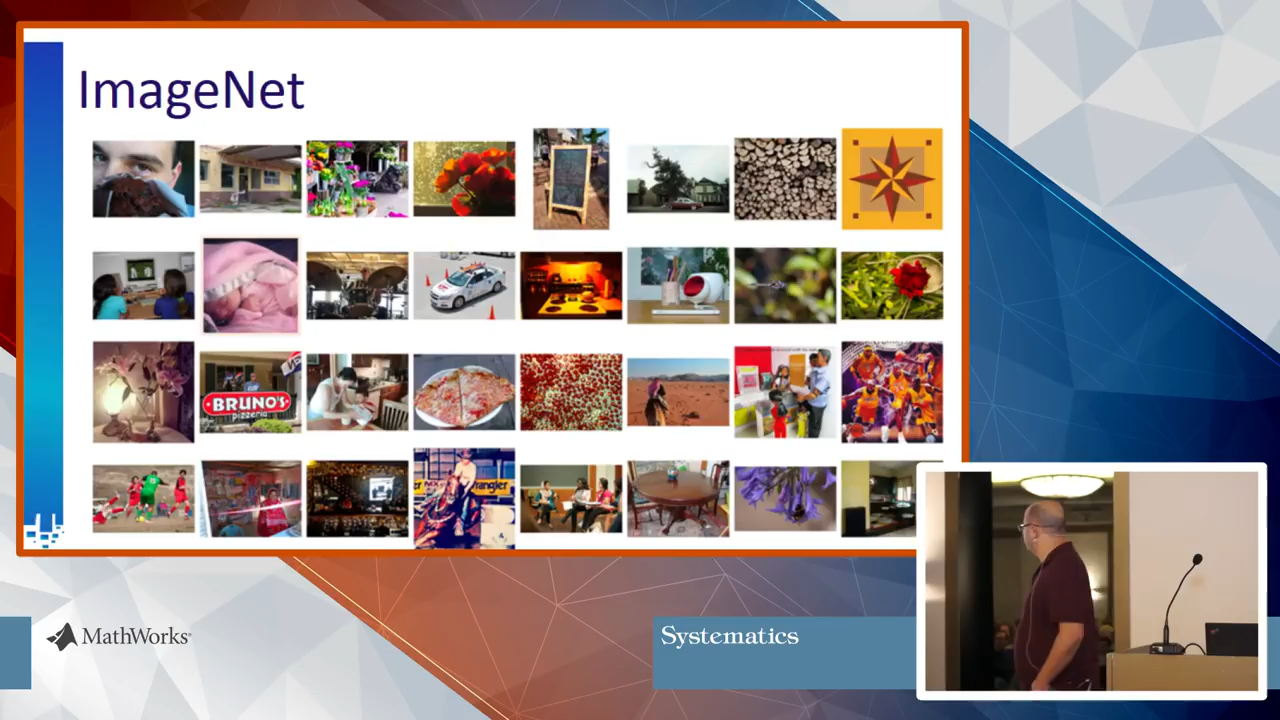 ImageNet
BRUNO'S
pizzeria
Wrangler
MathWorks®
Systematics